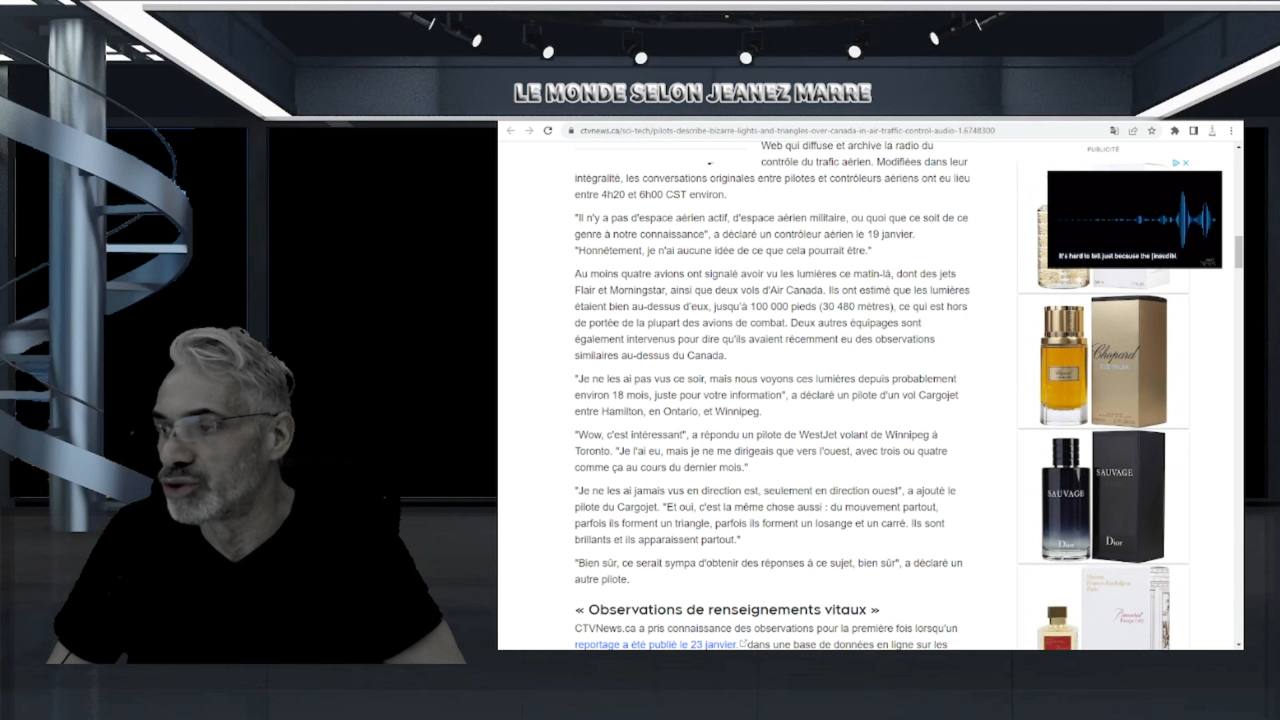 LE MONDE SELON JEANEZ MARRE
ctvnews.ca/sci-tech/pilots-describe-bizarre-lights-and-triangles-over-canada-in-air-traffic-control-audio-1.6748300
Web qui diffuse et archive la radio du
contrôle du trafic aérien. Modifiées dans leur
intégralité, les conversations originales entre pilotes et contrôleurs aériens ont eu lieu
entre 4h20 et 6h00 CST environ.
"Il n'y a pas d'espace aérien actif, d'espace aérien militaire, ou quoi que ce soit de ce
genre à notre connaissance", a déclaré un contrôleur aérien le 19 janvier.
"Honnêtement, je n'ai aucune idée de ce que cela pourrait être."
Au moins quatre avions ont signalé avoir vu les lumières ce matin-là, dont des jets
Flair et Morningstar, ainsi que deux vols d'Air Canada. Ils ont estimé que les lumières
étaient bien au-dessus d'eux, jusqu'à 100 000 pieds (30 480 mètres), ce qui est hors
de portée de la plupart des avions de combat. Deux autres équipages sont
également intervenus pour dire qu'ils avaient récemment eu des observations
similaires au-dessus du Canada.
"Je ne les ai pas vus ce soir, mais nous voyons ces lumières depuis probablement
environ 18 mois, juste pour votre information", a déclaré un pilote d'un vol Cargojet
entre Hamilton, en Ontario, et Winnipeg.
"Wow, c'est intéressant", a répondu un pilote de WestJet volant de Winnipeg à
Toronto. "Je l'ai eu, mais je ne me dirigeais que vers l'ouest, avec trois ou quatre
comme ça au cours du dernier mois."
"Je ne les ai jamais vus en direction est, seulement en direction ouest", a ajouté le
pilote du Cargojet. "Et oui, c'est la même chose aussi : du mouvement partout,
parfois ils forment un triangle, parfois ils forment un losange et un carré. Ils sont
brillants et ils apparaissent partout."
"Bien sûr, ce serait sympa d'obtenir des réponses à ce sujet, bien sûr", a déclaré un
autre pilote.
« Observations de renseignements vitaux »
CTVNews.ca a pris connaissance des observations pour la première fois lorsqu'un
reportage a été publié le 23 janvier. dans une base de données en ligne sur les
PUBLICITÉ
It's hard to tell just because the [inaudible]
Chopard
SAUVAGE
SAUVAGE
Dior
Dior